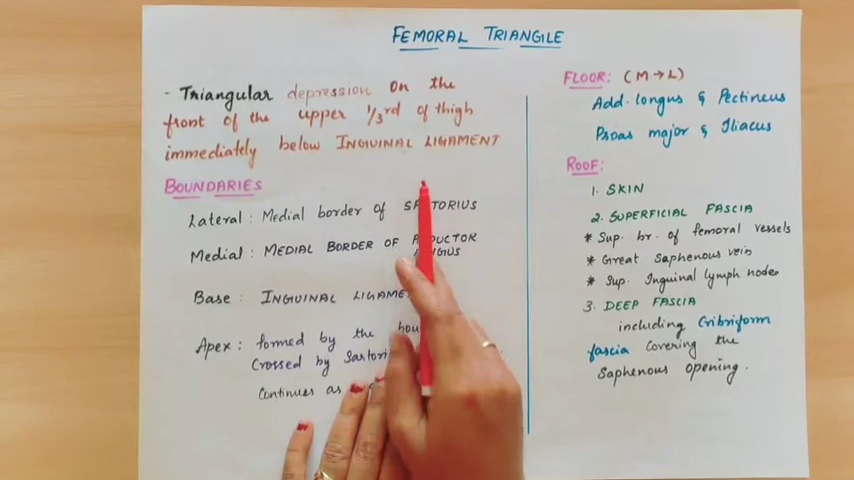 FEMORAL TRIANGLE
- Triangular depression on the
front of the upper 1/3rd of thigh
immediately below INGUINAL LIGAMENT
BOUNDARIES
Lateral: Medial border of SARTORIUS
Medial: MEDIAL BORDER OF ADDUCTOR
Base: INGUINAL
Apex: formed by the
Crossed by
Continues as
FLOOR: (M→L)
Add. longus & Pectineus
Psoas major & Iliacus
ROOF:
1. SKIN
2. SUPERFICIAL FASCIA
* Sup. br. of femoral vessels
* Great Saphenous vein
* Sup. Inguinal lymph nodes
3. DEEP FASCIA
including Cribriform
fascia Covering the
Saphenous opening.